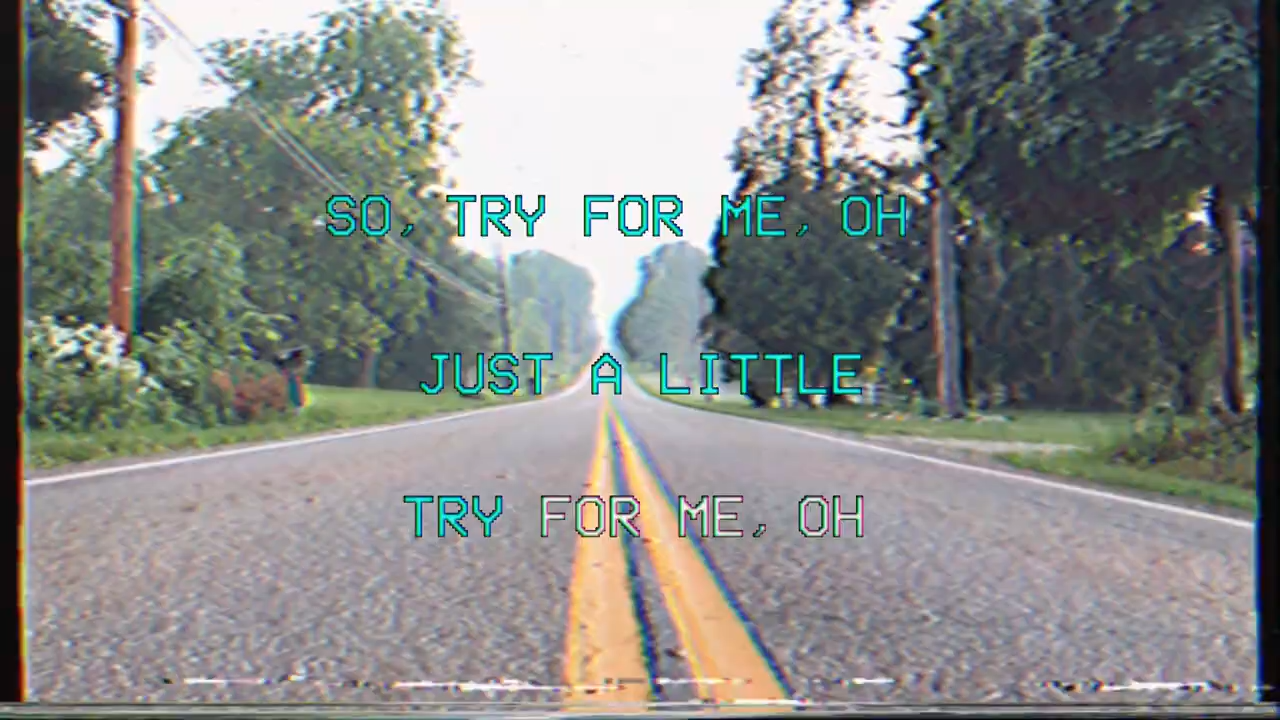 SO, TRY FOR ME, OH
JUST A LITTLE
TRY FOR ME, OH